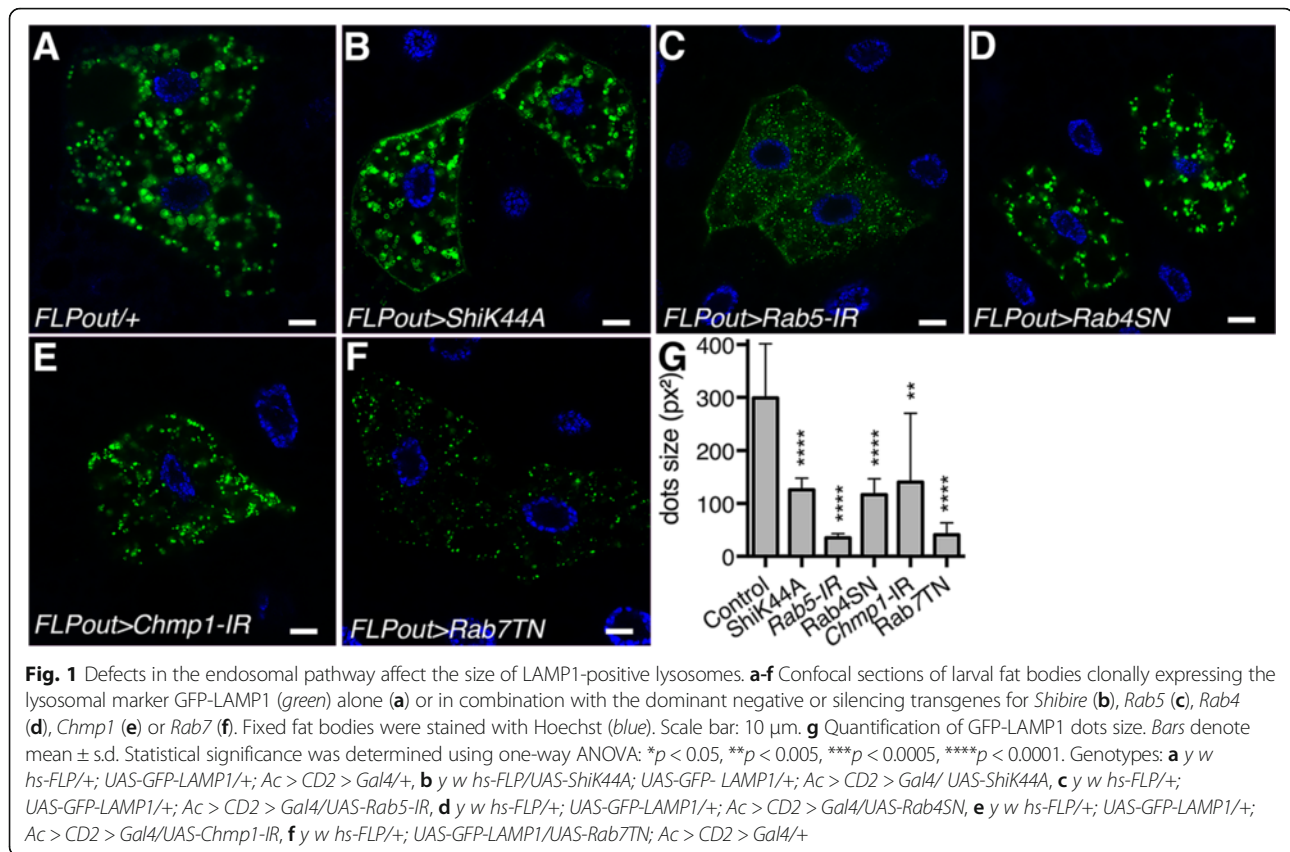 A
FLPout/+
B
FLPout>ShiK44A
C
FLPout>Rab5-IR
D
FLPout>Rab4SN
E
FLPout>Chmp1-IR
F
FLPout>Rab7TN
G
dots size (px²)
400
300
200
100
0
****
****
****
**
****
Control
ShiK44A
Rab5-IR
Rab4SN
Chmp1-IR
Rab7TN
Fig. 1 Defects in the endosomal pathway affect the size of LAMP1-positive lysosomes. a-f Confocal sections of larval fat bodies clonally expressing the
lysosomal marker GFP-LAMP1 (green) alone (a) or in combination with the dominant negative or silencing transgenes for Shibire (b), Rab5 (c), Rab4
(d), Chmp1 (e) or Rab7 (f). Fixed fat bodies were stained with Hoechst (blue). Scale bar: 10 μm. g Quantification of GFP-LAMP1 dots size. Bars denote
mean ± s.d. Statistical significance was determined using one-way ANOVA: *p < 0.05, **p < 0.005, ***p < 0.0005, ****p < 0.0001. Genotypes: a y w
hs-FLP/+; UAS-GFP-LAMP1/+; Ac > CD2 > Gal4/+, b y w hs-FLP/UAS-ShiK44A; UAS-GFP- LAMP1/+; Ac > CD2 > Gal4/ UAS-ShiK44A, c y w hs-FLP/+;
UAS-GFP-LAMP1/+; Ac > CD2 > Gal4/UAS-Rab5-IR, d y w hs-FLP/+; UAS-GFP-LAMP1/+; Ac > CD2 > Gal4/UAS-Rab4SN, e y w hs-FLP/+; UAS-GFP-LAMP1/+;
Ac > CD2 > Gal4/UAS-Chmp1-IR, f y w hs-FLP/+; UAS-GFP-LAMP1/UAS-Rab7TN; Ac > CD2 > Gal4/+